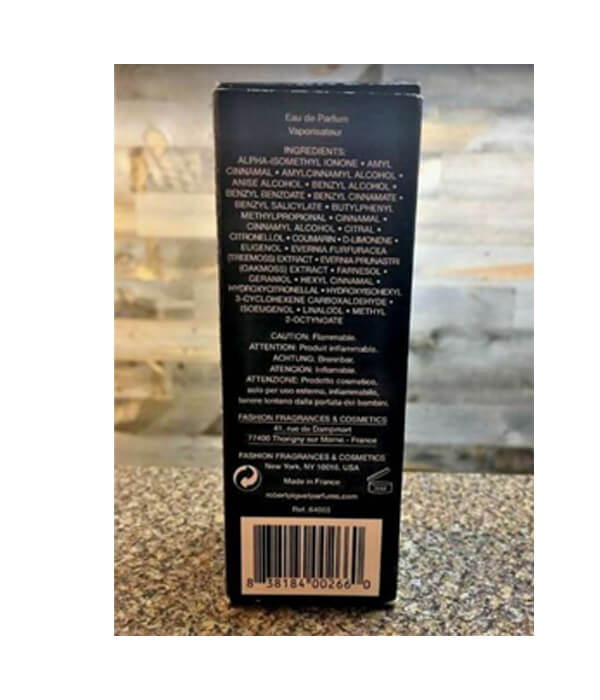 Eau de Parfum
Vaporisateur
INGREDIENTS:
ALPHA-ISOMETHYL IONONE • AMYL
CINNAMAL • AMYLCINNAMYL ALCOHOL •
ANISE ALCOHOL • BENZYL ALCOHOL •
BENZYL BENZOATE • BENZYL CINNAMATE •
BENZYL SALICYLATE • BUTYLPHENYL
METHYLPROPIONAL • CINNAMAL •
CINNAMYL ALCOHOL • CITRAL •
CITRONELLOL • COUMARIN • D-LIMONENE •
EUGENOL • EVERNIA FURFURACEA
(TREEMOSS) EXTRACT • EVERNIA PRUNASTRI
(OAKMOSS) EXTRACT • FARNESOL •
GERANIOL • HEXYL CINNAMAL •
HYDROXYCITRONELLAL • HYDROXYISOHEXYL
3-CYCLOHEXENE CARBOXALDEHYDE •
ISOEUGENOL • LINALOOL • METHYL
2-OCTYNOATE
CAUTION: Flammable.
ATTENTION: Produit inflammable.
ACHTUNG: Brennbar.
ATENCIÓN: Inflamable.
ATTENZIONE: Prodotto cosmetico,
solo per uso esterno, infiammabile,
tenere lontano dalla portata dei bambini.
FASHION FRAGRANCES & COSMETICS
41, rue de Dampmart
77400 Thorigny sur Marne - France
FASHION FRAGRANCES & COSMETICS
New York, NY 10016, USA
Made in France
robertpiguetparfums.com
Ref. 64003
8 38184 00266 0